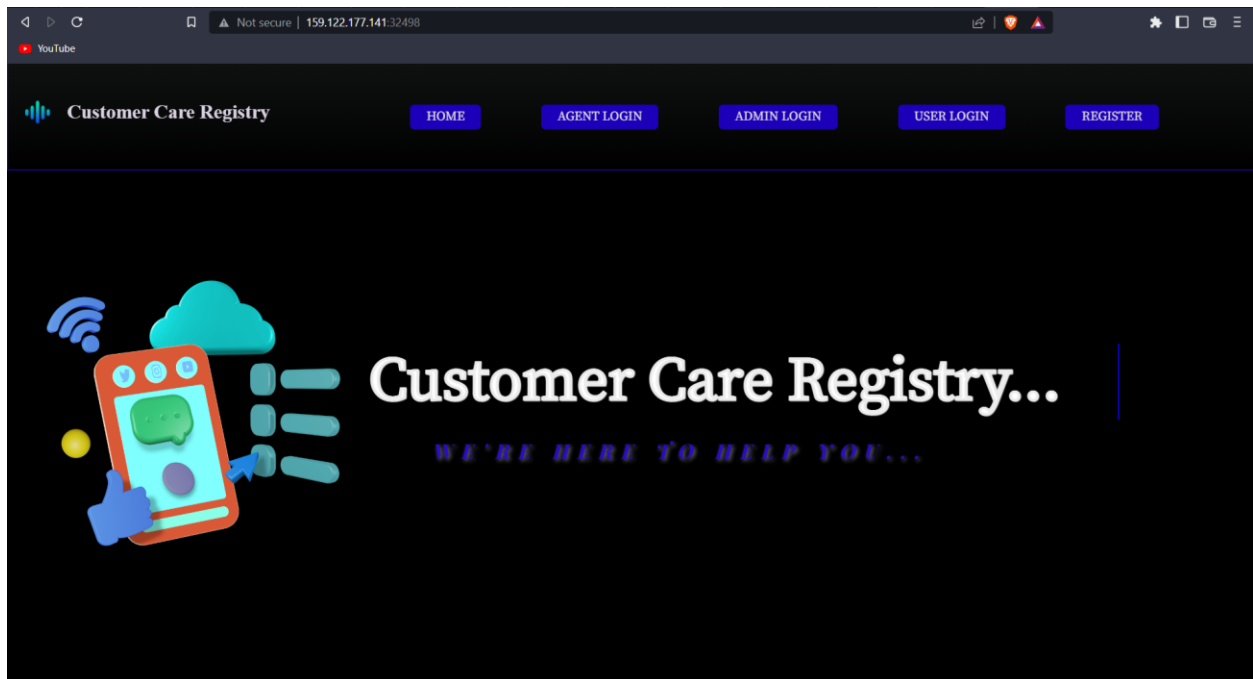 Not secure | 159.122.177.141:32498
YouTube
Customer Care Registry
HOME
AGENT LOGIN
ADMIN LOGIN
USER LOGIN
REGISTER
Customer Care Registry...
WE'RE HERE TO HELP YOU...